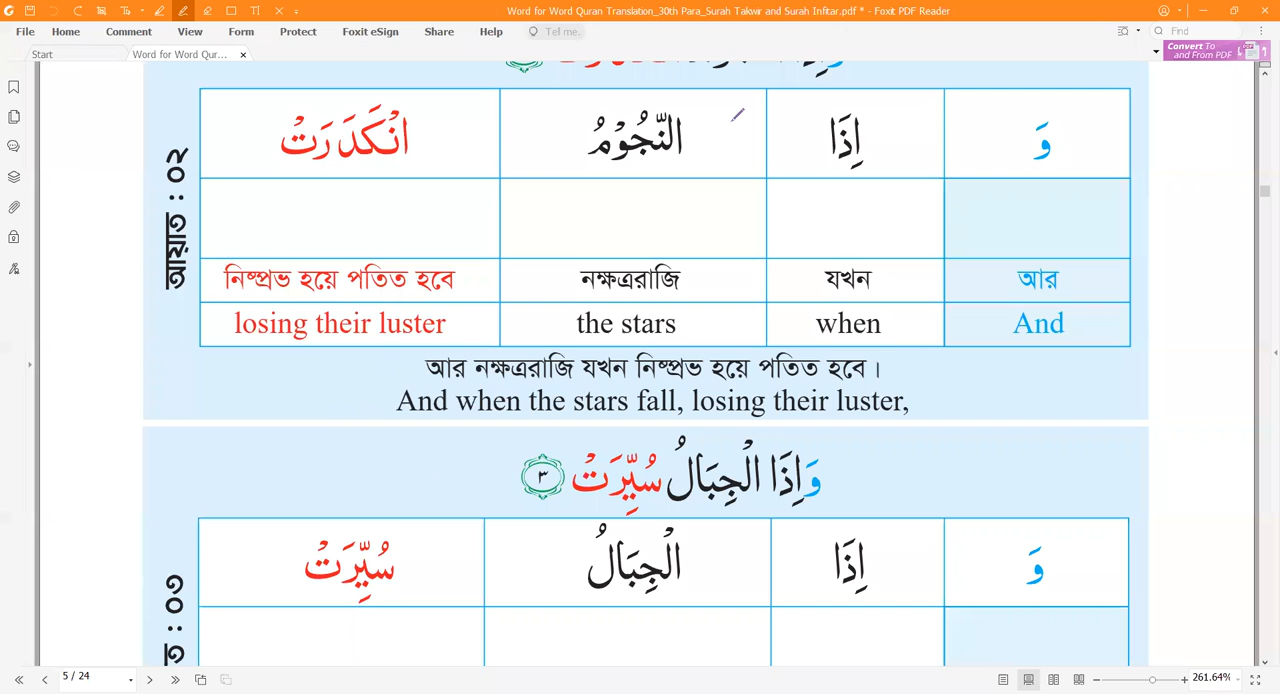 Word for Word Quran Translation_30th Para_Surah Takwr and Surah Infitar.pdf * - Foxit PDF Reader
File Home Comment View Form Protect Foxit eSign Share Help Tell me. Find
Start Word for Word Qur... Convert To and From PDF
وَ اِذَا النُّجُوْمُ انْكَدَرَتْ
আয়াত : ০২
আর যখন নক্ষত্ররাজি নিষ্প্রভ হয়ে পতিত হবে
And when the stars losing their luster
আর নক্ষত্ররাজি যখন নিষ্প্রভ হয়ে পতিত হবে।
And when the stars fall, losing their luster,
وَاِذَا الْجِبَالُ سُيِّرَتْ ٣
وَ اِذَا الْجِبَالُ سُيِّرَتْ
ত : ০৩
5 / 24 261.64%